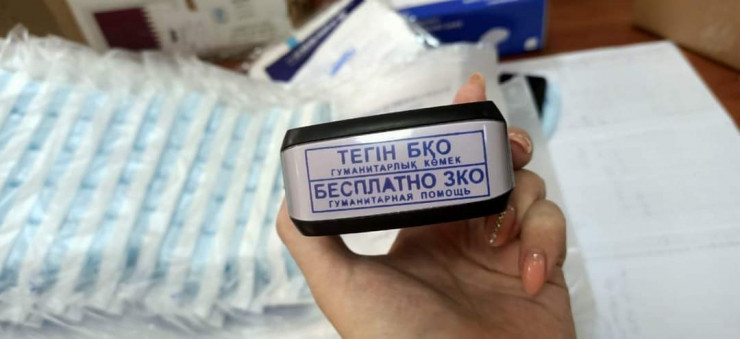 ТЕГІН БҚО
ГУМАНИТАРЛЫҚ КӨМЕК
БЕСПЛАТНО ЗКО
ГУМАНИТАРНАЯ ПОМОЩЬ